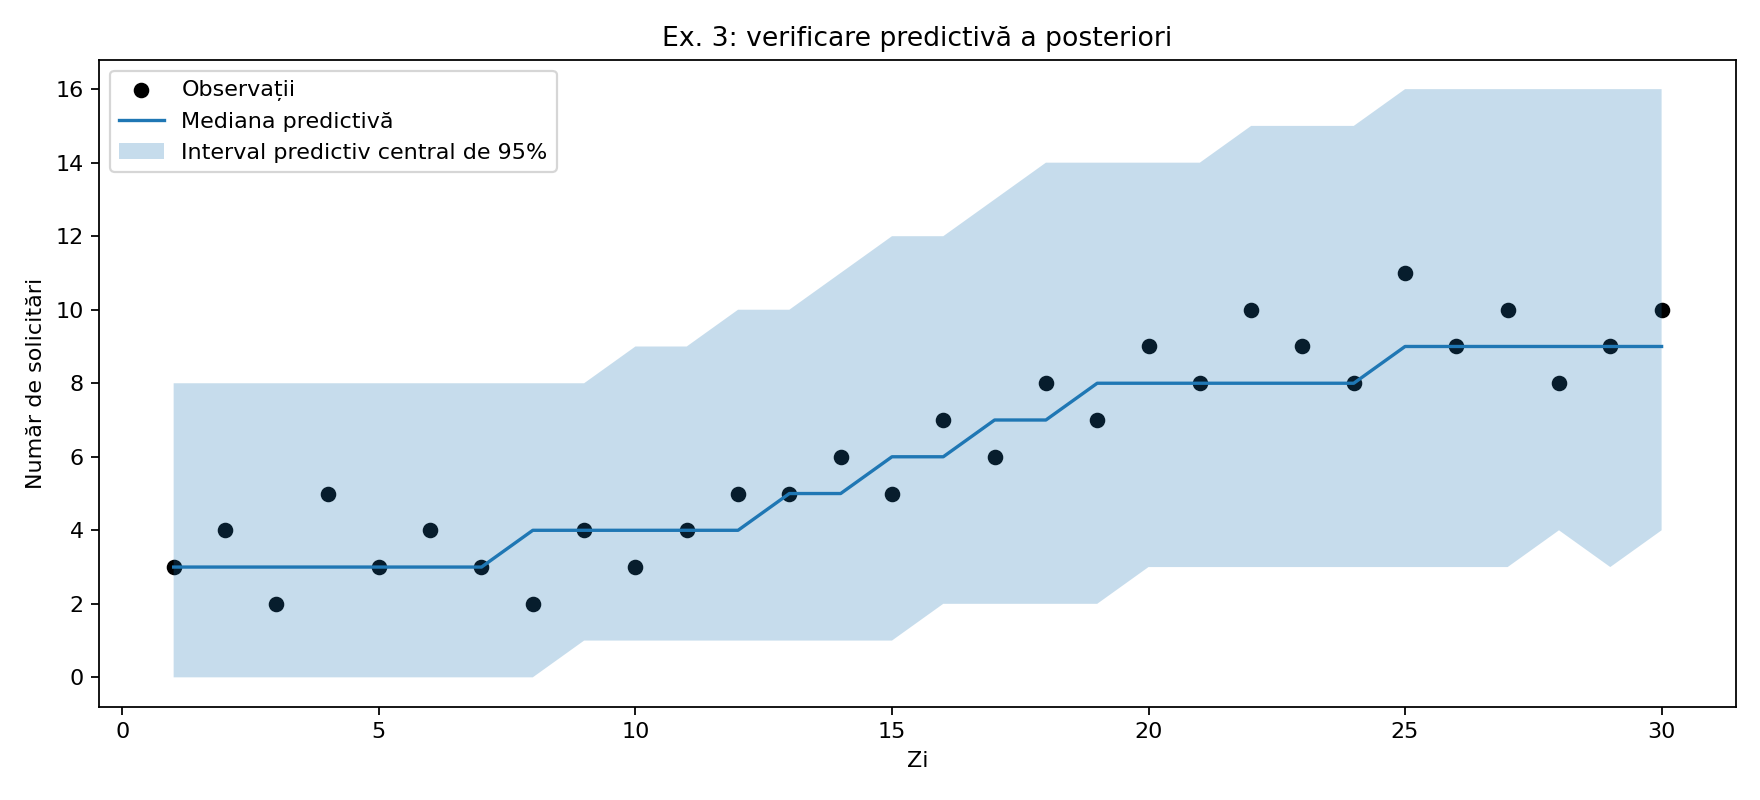 Ex. 3: verificare predictivă a posteriori
Observații
Mediana predictivă
Interval predictiv central de 95%
Număr de solicitări
16
14
12
10
8
6
4
2
0
0 5 10 15 20 25 30
Zi